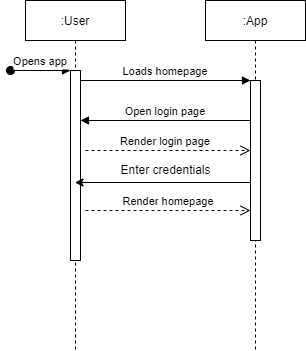 :User
:App
Opens app
Loads homepage
Open login page
Render login page
Enter credentials
Render homepage